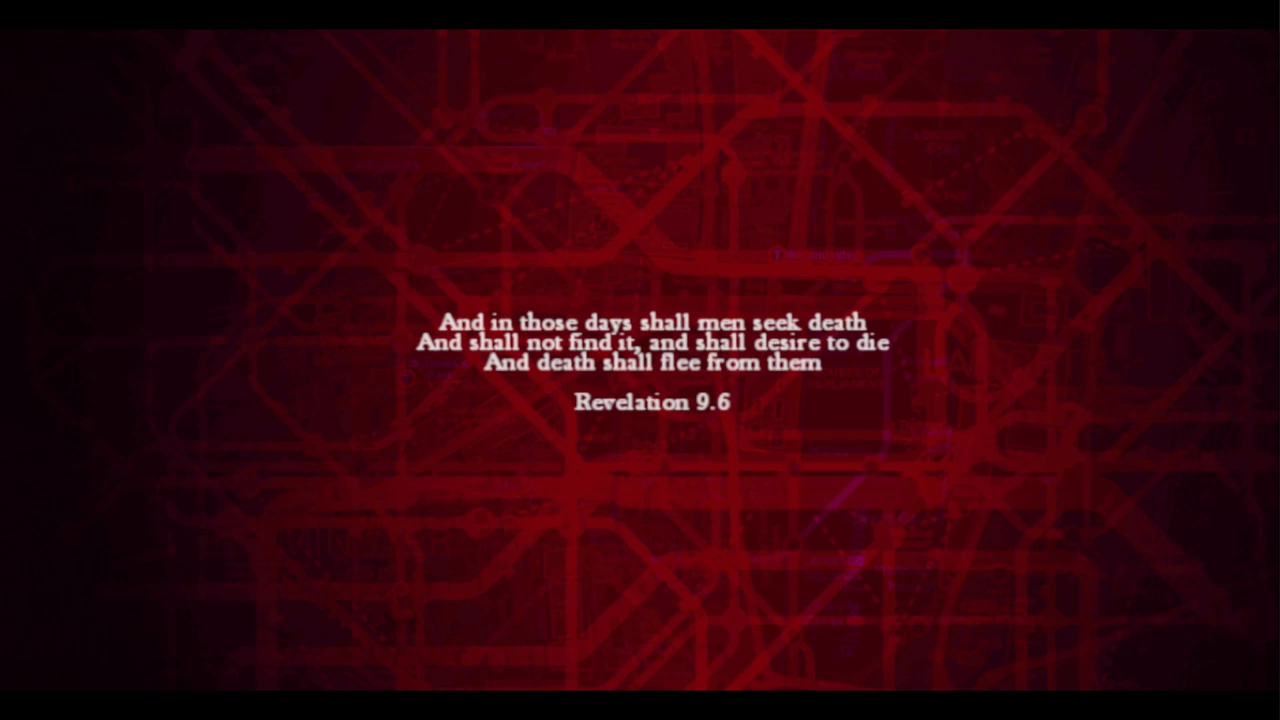 And in those days shall men seek death
And shall not find it, and shall desire to die
And death shall flee from them
Revelation 9.6